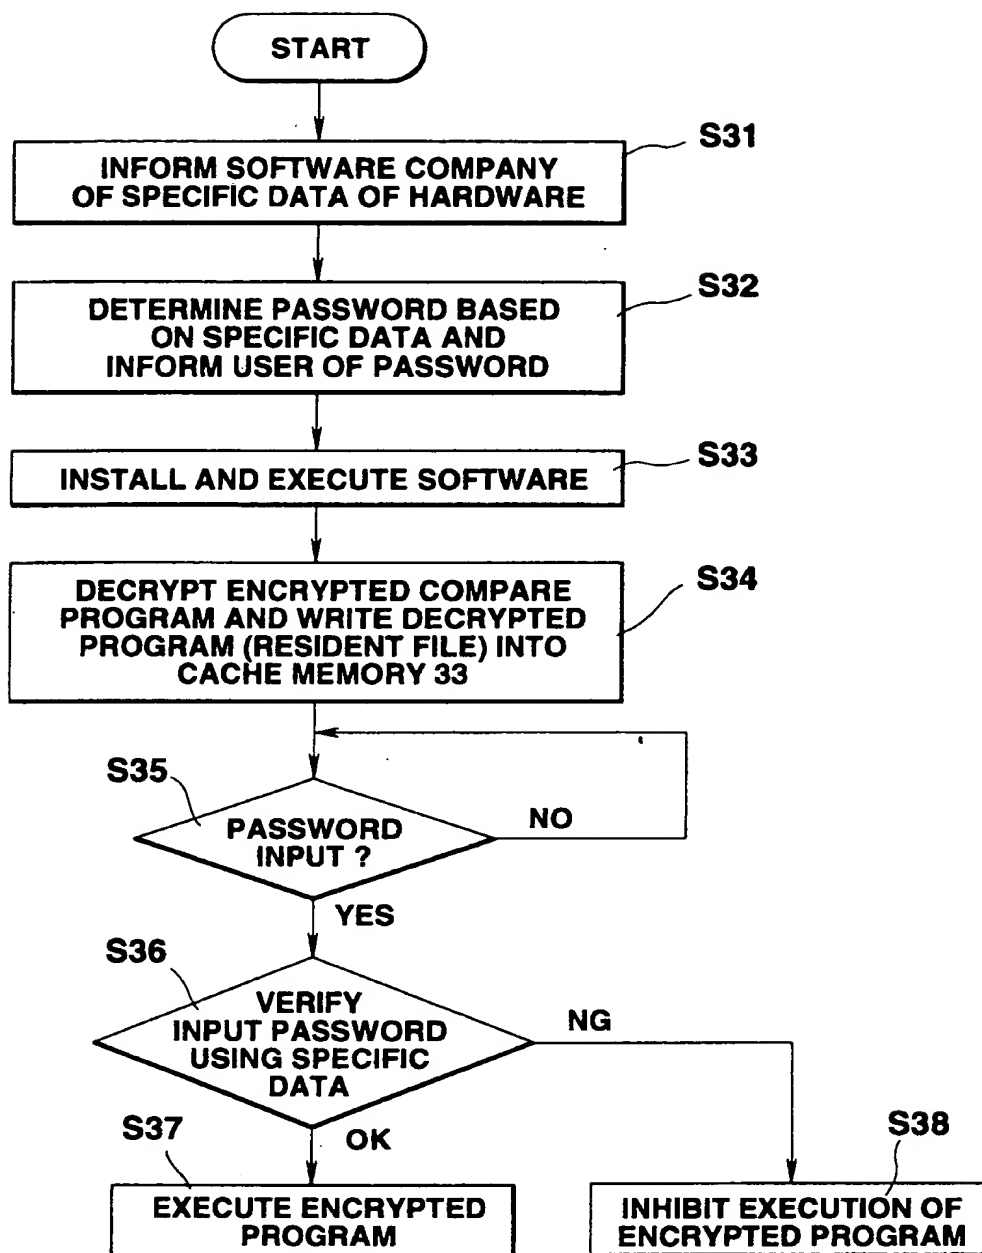 START
S31
INFORM SOFTWARE COMPANY
OF SPECIFIC DATA OF HARDWARE
S32
DETERMINE PASSWORD BASED
ON SPECIFIC DATA AND
INFORM USER OF PASSWORD
S33
INSTALL AND EXECUTE SOFTWARE
S34
DECRYPT ENCRYPTED COMPARE
PROGRAM AND WRITE DECRYPTED
PROGRAM (RESIDENT FILE) INTO
CACHE MEMORY 33
S35
PASSWORD
INPUT ?
NO
YES
S36
VERIFY
INPUT PASSWORD
USING SPECIFIC
DATA
NG
OK
S37
EXECUTE ENCRYPTED
PROGRAM
S38
INHIBIT EXECUTION OF
ENCRYPTED PROGRAM